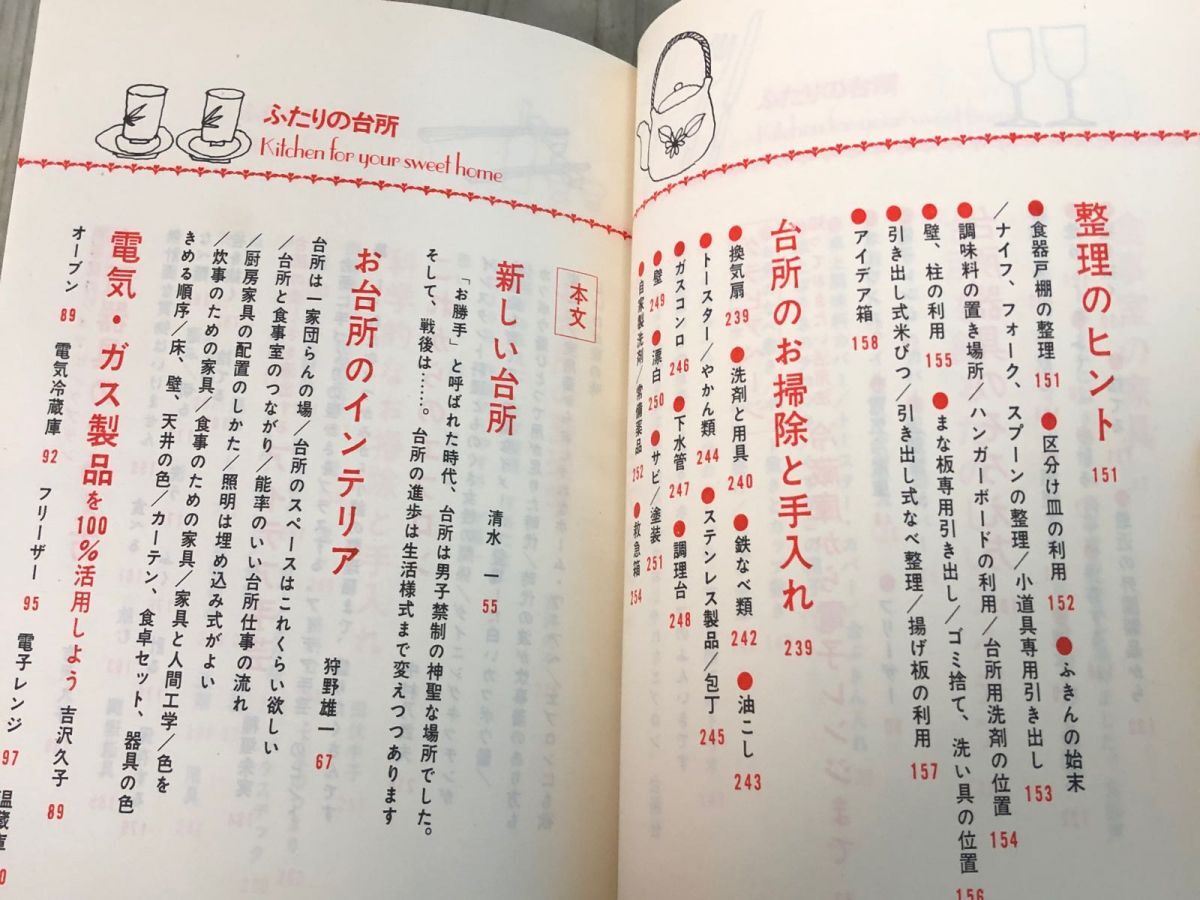 整理のヒント 151
●食器戸棚の整理 151 ●区分け皿の利用 152 ●ふきんの始末
/ナイフ、フォーク、スプーンの整理/小道具専用引き出し 153
●調味料の置き場所/ハンガーボードの利用/台所用洗剤の位置 154
●壁、柱の利用 155 ●まな板専用引き出し/ゴミ捨て、洗い具の位置 156
●引き出し式米びつ/引き出し式なべ整理/揚げ板の利用 157
●アイデア箱 158
台所のお掃除と手入れ 239
●換気扇 239 ●洗剤と用具 240 ●鉄なべ類 242 ●油こし 243
●トースター/やかん類 244 ●ステンレス製品/包丁 245
●ガスコンロ 246 ●下水管 247 ●調理台 248
●壁 249 ●漂白 250 ●サビ/塗装 251
●自家製洗剤/常備薬品 252 ●救急箱 254
ふたりの台所
Kitchen for your sweet home
本文
新しい台所 清水 一 55
「お勝手」と呼ばれた時代、台所は男子禁制の神聖な場所でした。
そして、戦後は……。台所の進歩は生活様式まで変えつつあります
お台所のインテリア 狩野雄一 67
台所は一家団らんの場/台所のスペースはこれくらい欲しい
/台所と食事室のつながり/能率のいい台所仕事の流れ
/厨房家具の配置のしかた/照明は埋め込み式がよい
/炊事のための家具/食事のための家具/家具と人間工学/色を
きめる順序/床、壁、天井の色/カーテン、食卓セット、器具の色
電気・ガス製品を100%活用しよう 吉沢久子 89
オーブン 89 電気冷蔵庫 92 フリーザー 95 電子レンジ 97